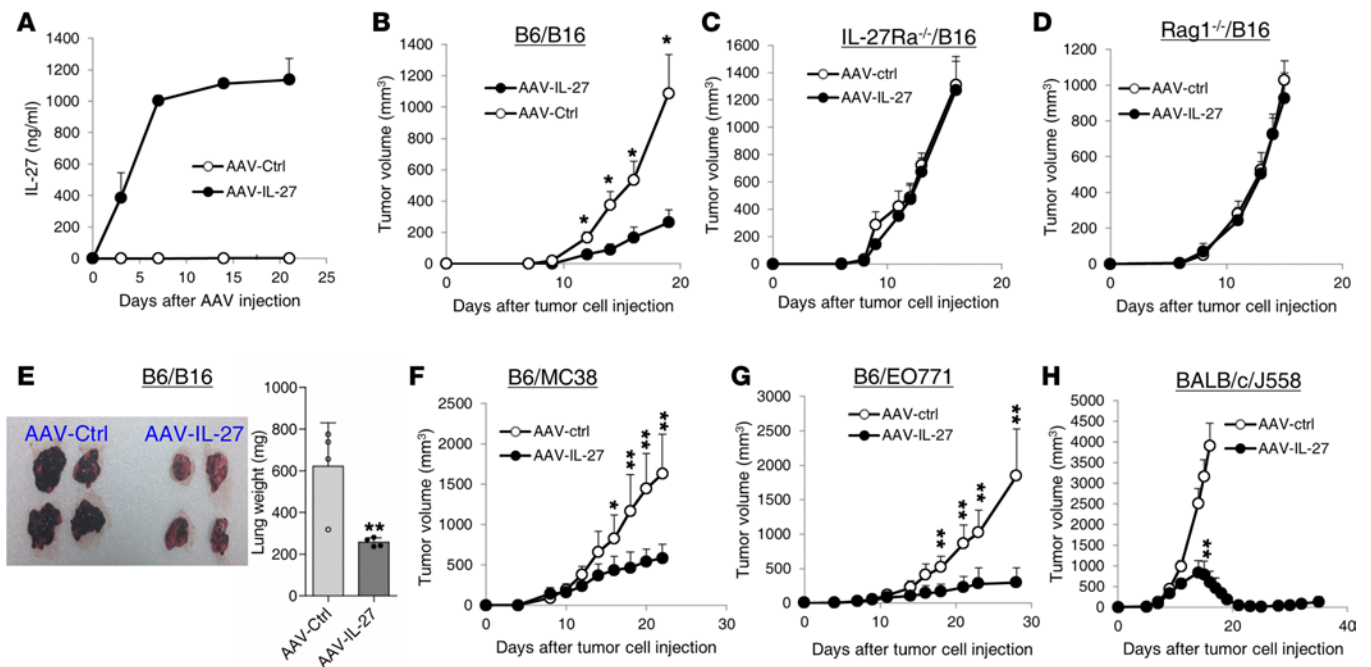 A
IL-27 (ng/ml)
1400
1200
1000
800
600
400
200
0
AAV-Ctrl
AAV-IL-27
0 5 10 15 20 25
Days after AAV injection
B
B6/B16
Tumor volume (mm³)
1400
1200
1000
800
600
400
200
0
AAV-IL-27
AAV-Ctrl
* * * *
0 10 20
Days after tumor cell injection
C
IL-27Ra-/-/B16
Tumor volume (mm³)
1600
1400
1200
1000
800
600
400
200
0
AAV-ctrl
AAV-IL-27
0 10 20
Days after tumor cell injection
D
Rag1-/-/B16
Tumor volume (mm³)
1200
1000
800
600
400
200
0
AAV-ctrl
AAV-IL-27
0 10 20
Days after tumor cell injection
E
B6/B16
AAV-Ctrl AAV-IL-27
Lung weight (mg)
1000
800
600
400
200
0
**
AAV-Ctrl
AAV-IL-27
F
B6/MC38
Tumor volume (mm³)
2500
2000
1500
1000
500
0
AAV-ctrl
AAV-IL-27
* ** ** **
0 10 20 30
Days after tumor cell injection
G
B6/EO771
Tumor volume (mm³)
3000
2500
2000
1500
1000
500
0
AAV-ctrl
AAV-IL-27
** ** ** **
0 10 20 30
Days after tumor cell injection
H
BALB/c/J558
Tumor volume (mm³)
5000
4500
4000
3500
3000
2500
2000
1500
1000
500
0
AAV-ctrl
AAV-IL-27
**
0 20 40
Days after tumor cell injection